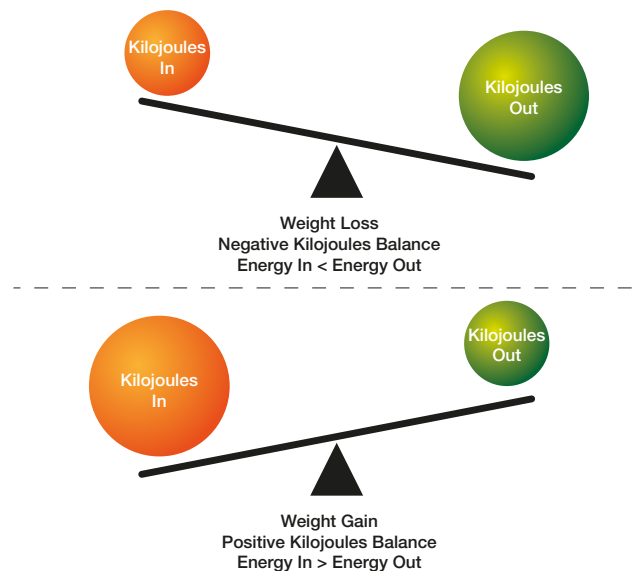 Kilojoules
In
Kilojoules
Out
Weight Loss
Negative Kilojoules Balance
Energy In < Energy Out
Kilojoules
In
Kilojoules
Out
Weight Gain
Positive Kilojoules Balance
Energy In > Energy Out